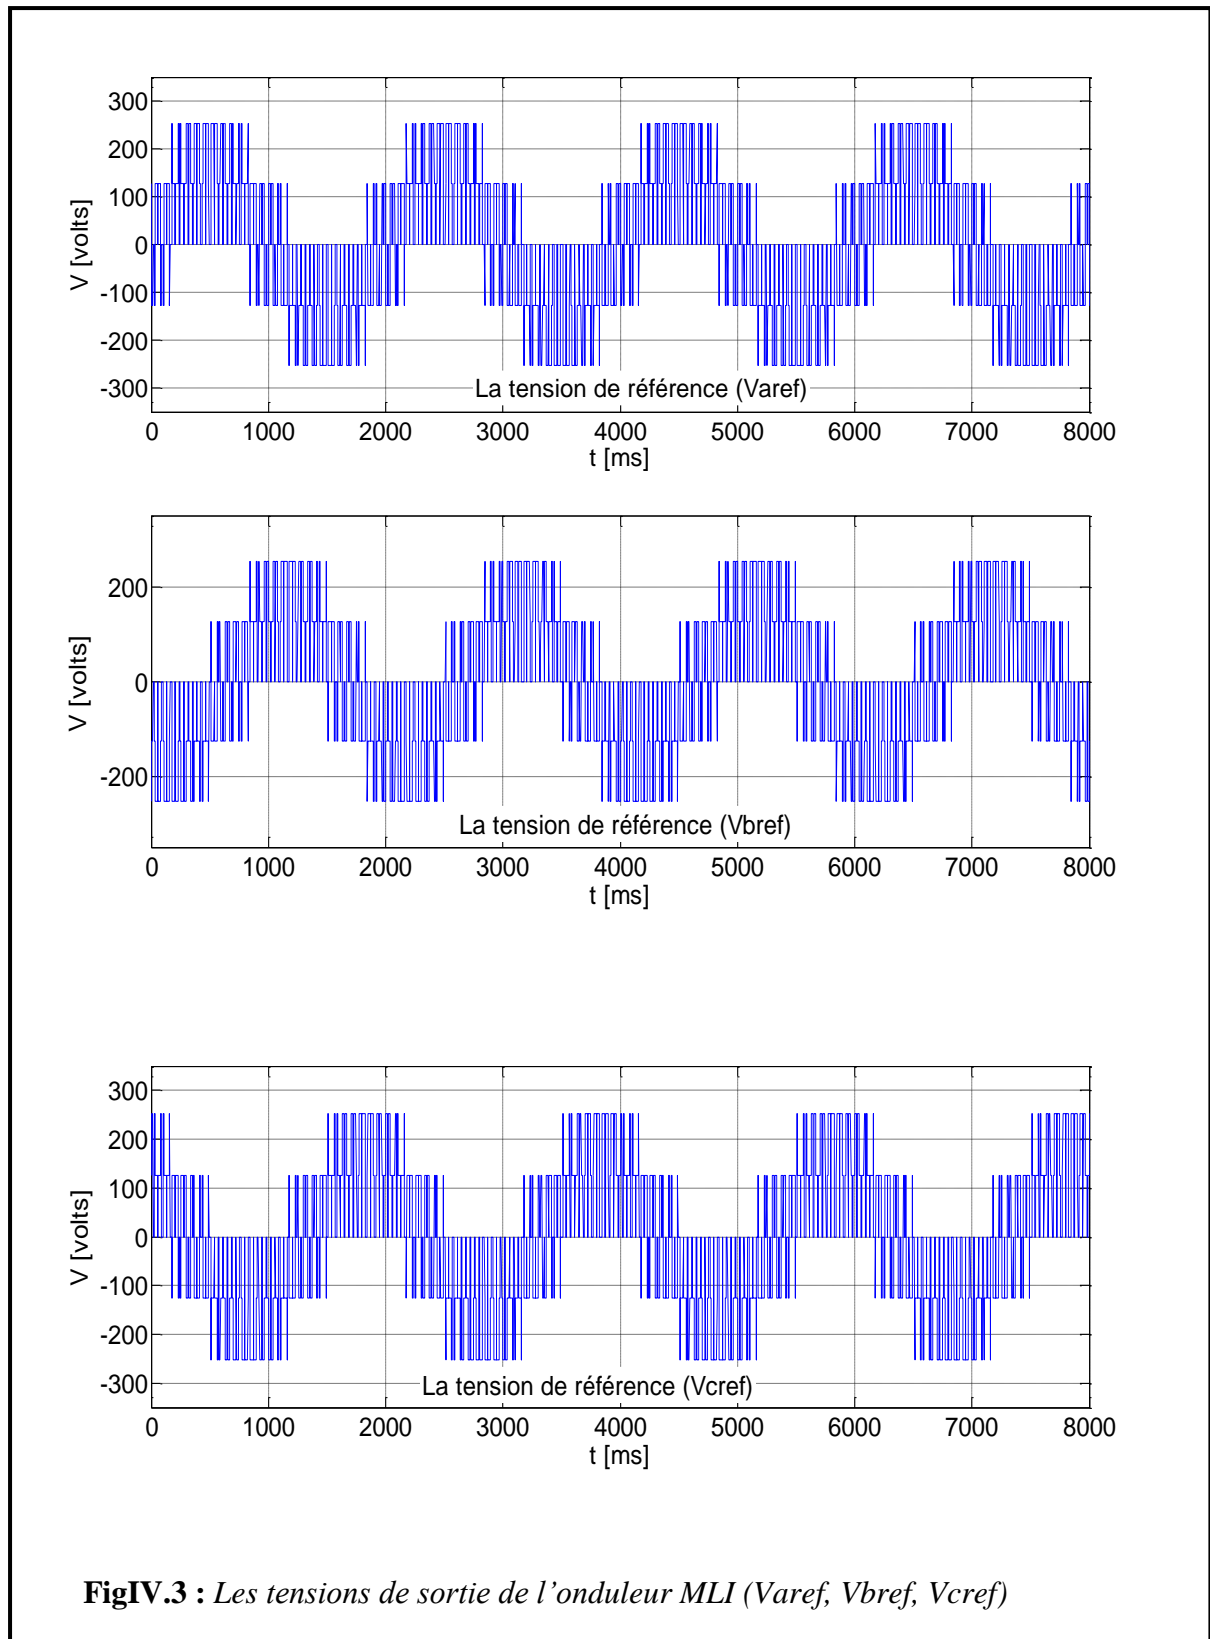 300
200
100
0
-100
-200
-300
V [volts]
La tension de référence (Varef)
0 1000 2000 3000 4000 5000 6000 7000 8000
t [ms]
200
0
-200
V [volts]
La tension de référence (Vbref)
0 1000 2000 3000 4000 5000 6000 7000 8000
t [ms]
300
200
100
0
-100
-200
-300
V [volts]
La tension de référence (Vcref)
0 1000 2000 3000 4000 5000 6000 7000 8000
t [ms]
FigIV.3 : Les tensions de sortie de l’onduleur MLI (Varef, Vbref, Vcref)